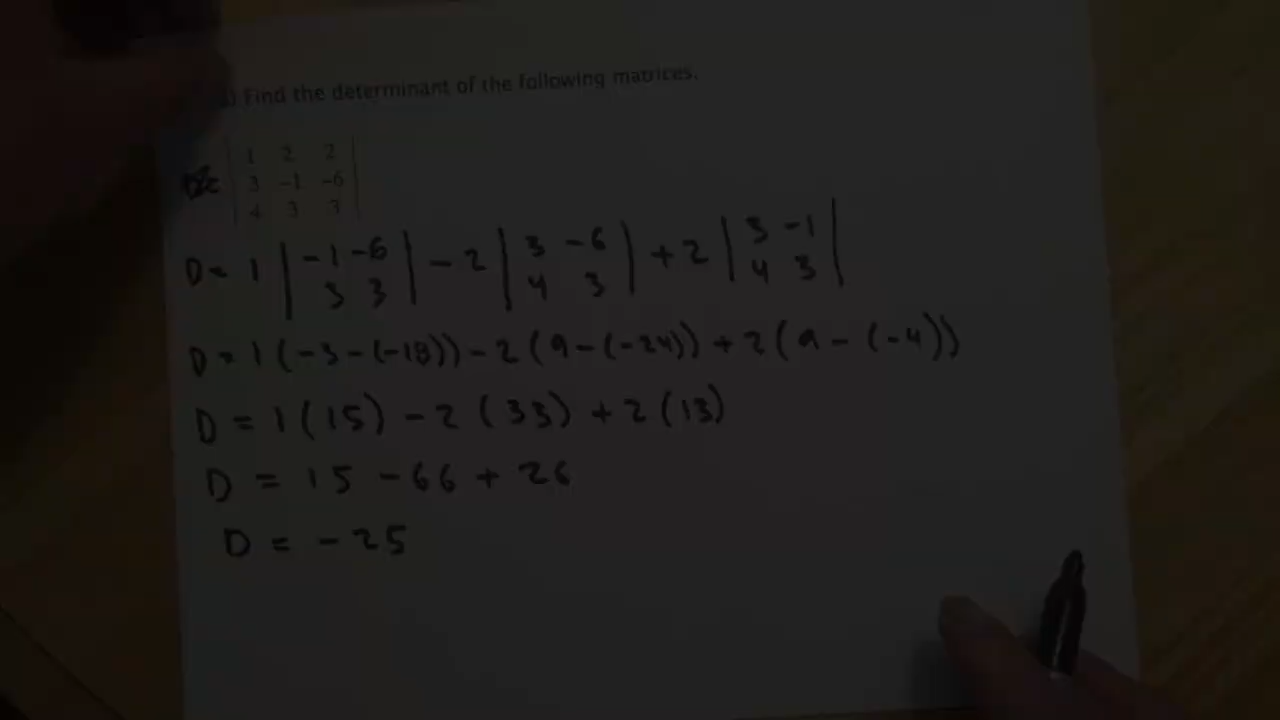 ) Find the determinant of the following matrices.
1 2 2
3 -1 -6
4 3 3
D = 1 | -1 -6 | - 2 | 3 -6 | + 2 | 3 -1 |
3 3 4 3 4 3
D = 1 (-3 - (-18)) - 2 (9 - (-24)) + 2 (9 - (-4))
D = 1 (15) - 2 (33) + 2 (13)
D = 15 - 66 + 26
D = - 25